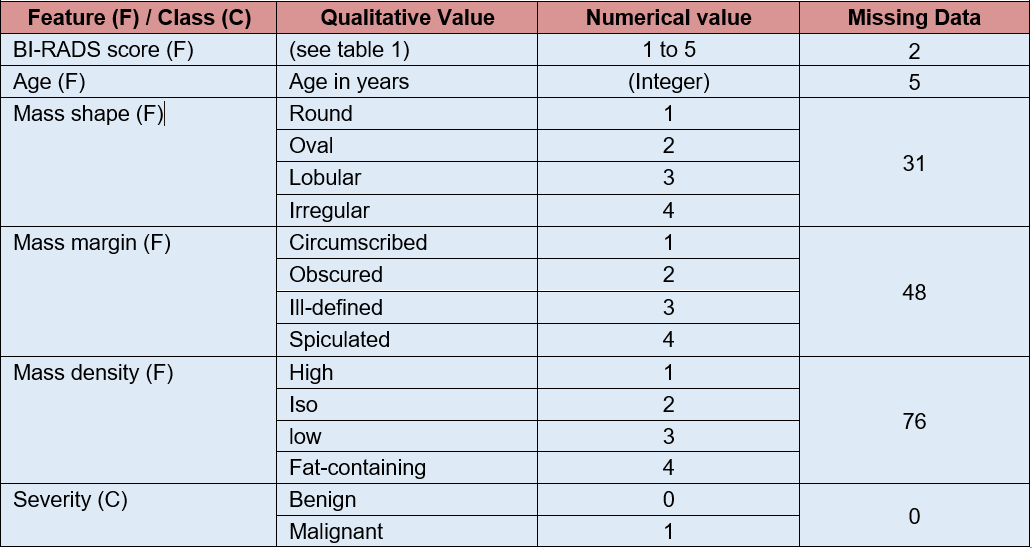 Feature (F) / Class (C) Qualitative Value Numerical value Missing Data
BI-RADS score (F) (see table 1) 1 to 5 2
Age (F) Age in years (Integer) 5
Mass shape (F) Round 1 31
Oval 2
Lobular 3
Irregular 4
Mass margin (F) Circumscribed 1 48
Obscured 2
Ill-defined 3
Spiculated 4
Mass density (F) High 1 76
Iso 2
low 3
Fat-containing 4
Severity (C) Benign 0 0
Malignant 1